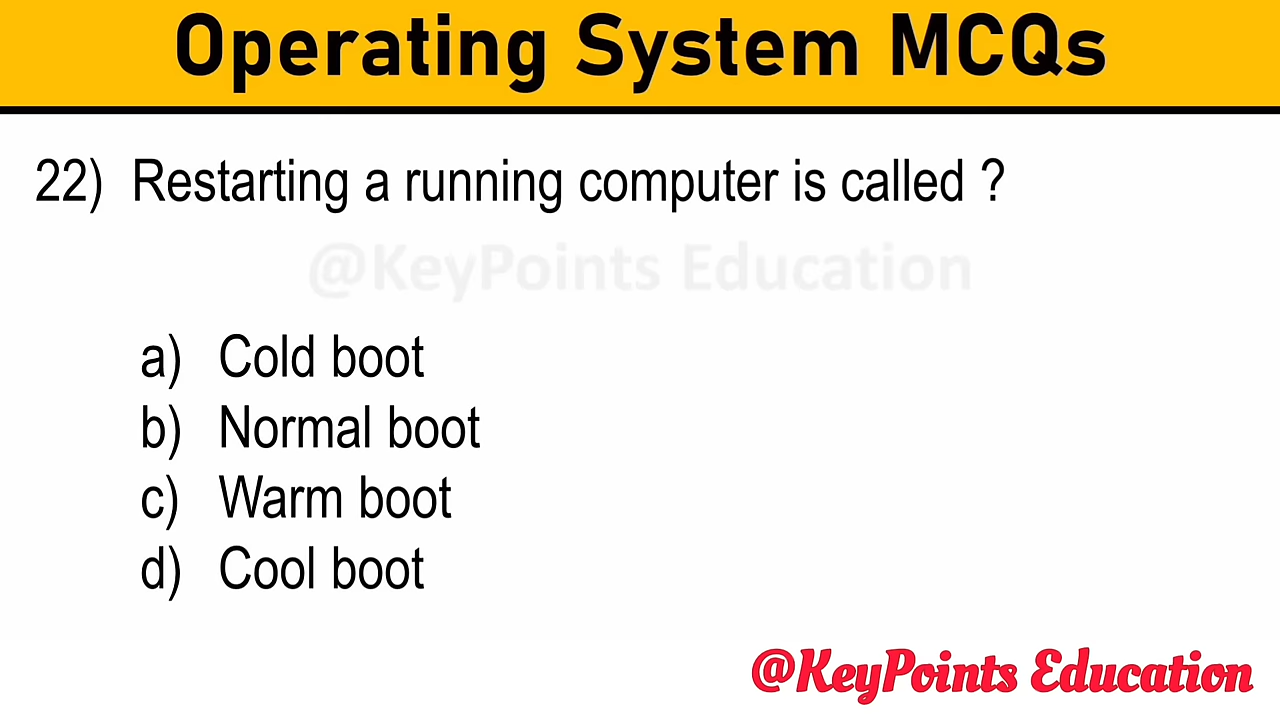 Operating System MCQs
22) Restarting a running computer is called ?
@KeyPoints Education
a) Cold boot
b) Normal boot
c) Warm boot
d) Cool boot
@KeyPoints Education